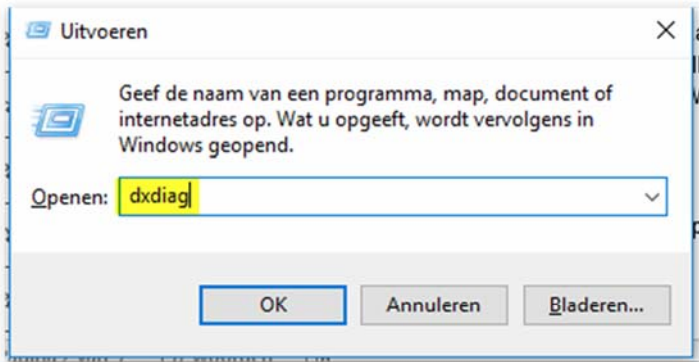 Uitvoeren
Geef de naam van een programma, map, document of
internetadres op. Wat u opgeeft, wordt vervolgens in
Windows geopend.
Openen: dxdiag
OK Annuleren Bladeren...